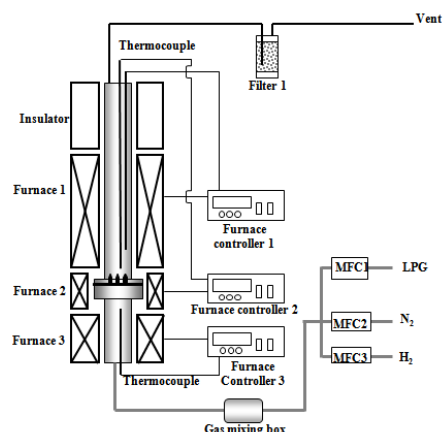 Vent
Thermocouple
Filter 1
Insulator
Furnace 1
Furnace
controller 1
MFC1
LPG
Furnace 2
Furnace controller 2
MFC2
N₂
Furnace 3
MFC3
H₂
Furnace
Controller 3
Thermocouple
Gas mixing box